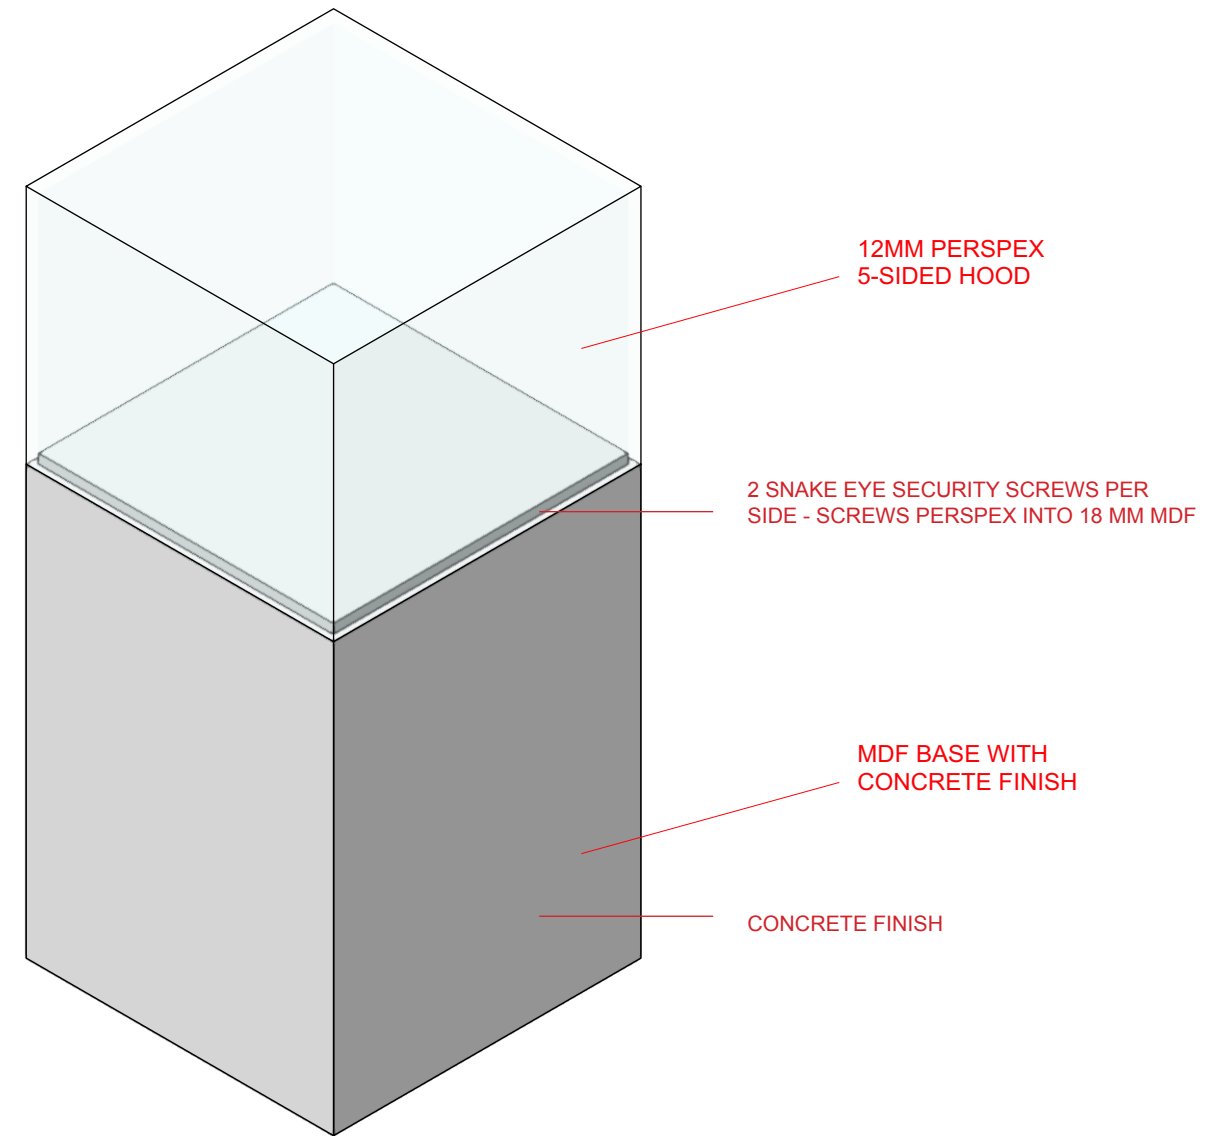 12MM PERSPEX
5-SIDED HOOD
2 SNAKE EYE SECURITY SCREWS PER
SIDE - SCREWS PERSPEX INTO 18 MM MDF
MDF BASE WITH
CONCRETE FINISH
CONCRETE FINISH